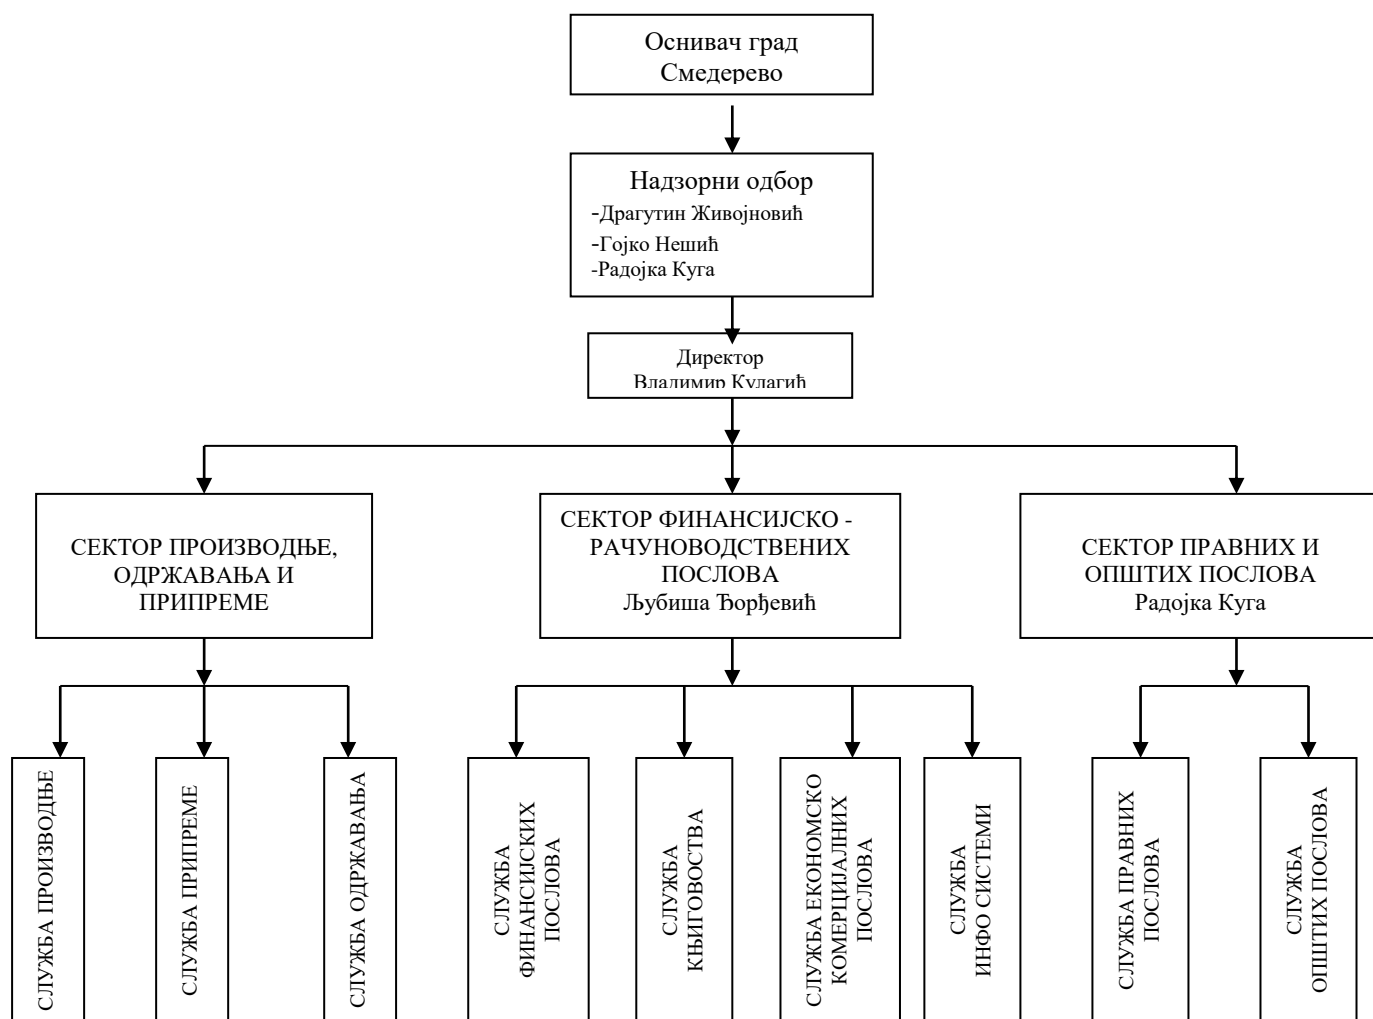 Оснивач град
Смедерево
Надзорни одбор
-Драгутин Живојновић
-Гојко Нешић
-Радојка Куга
Директор
Владимир Кулагић
СЕКТОР ПРОИЗВОДЊЕ,
ОДРЖАВАЊА И
ПРИПРЕМЕ
СЕКТОР ФИНАНСИЈСКО -
РАЧУНОВОДСТВЕНИХ
ПОСЛОВА
Љубиша Ђорђевић
СЕКТОР ПРАВНИХ И
ОПШТИХ ПОСЛОВА
Радојка Куга
СЛУЖБА ПРОИЗВОДЊЕ
СЛУЖБА ПРИПРЕМЕ
СЛУЖБА ОДРЖАВАЊА
СЛУЖБА
ФИНАНСИЈСКИХ
ПОСЛОВА
СЛУЖБА
КЊИГОВОСТВА
СЛУЖБА ЕКОНОМСКО
КОМЕРЦИЈАЛНИХ
ПОСЛОВА
СЛУЖБА
ИНФО СИСТЕМИ
СЛУЖБА ПРАВНИХ
ПОСЛОВА
СЛУЖБА
ОПШТИХ ПОСЛОВА